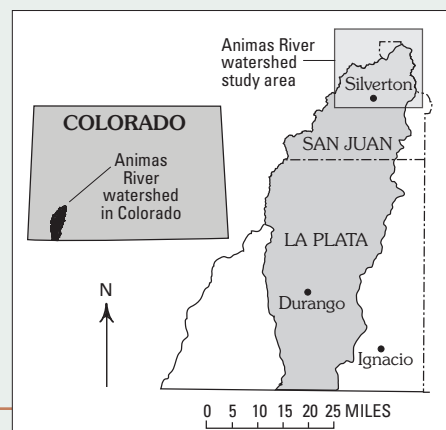 Animas River
watershed
study area
Silverton
COLORADO
SAN JUAN
Animas
River
watershed
in Colorado
LA PLATA
N
Durango
Ignacio
0 5 10 15 20 25 MILES